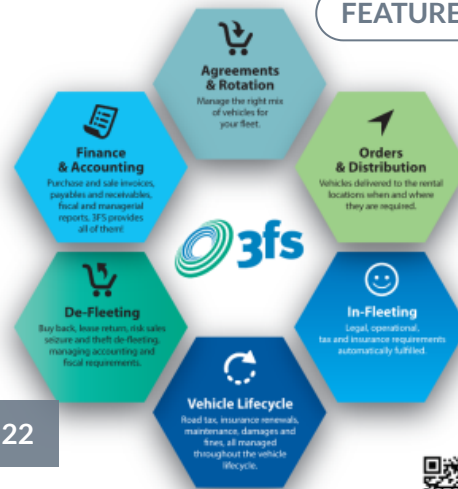 FEATURE
Agreements
& Rotation
Manage the right mix
of vehicles for
your fleet.
Finance
& Accounting
Purchase and sale invoices,
payables and receivables,
fiscal and managerial
reports, 3FS provides
all of them!
Orders
& Distribution
Vehicles delivered to the rental
locations when and where
they are required.
3fs
De-Fleeting
Buy back, lease return, risk sales
seizure and theft de-fleeting,
managing accounting and
fiscal requirements.
In-Fleeting
Legal, operational,
tax and insurance requirements
automatically fulfilled.
Vehicle Lifecycle
Road tax, insurance renewals,
maintenance, damages and
fines, all managed
throughout the vehicle
lifecycle.
22